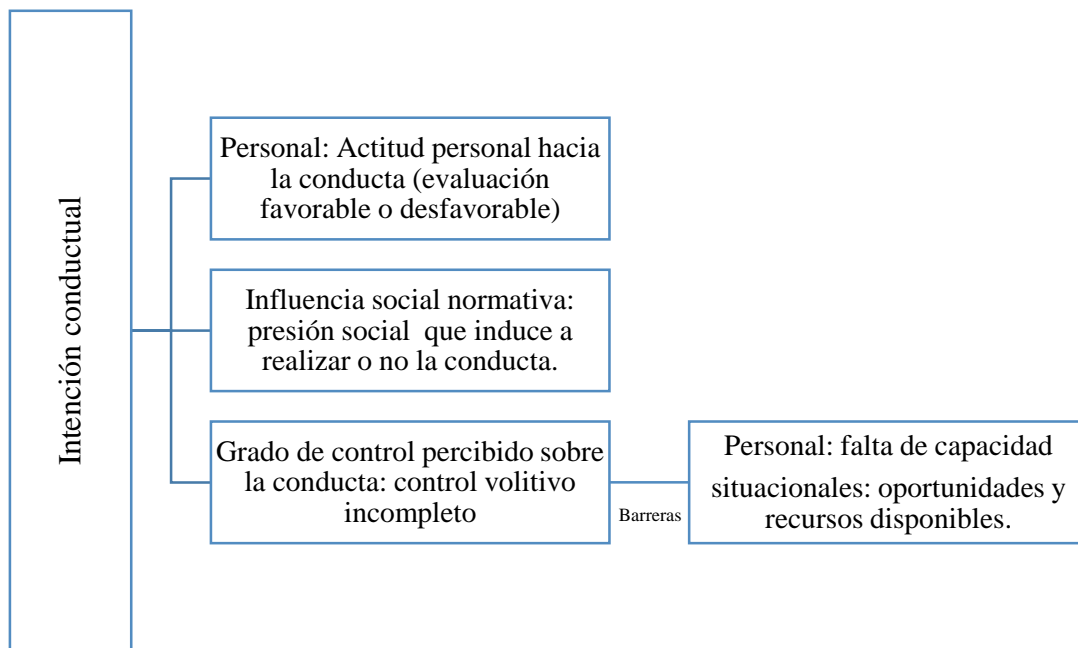 Intención conductual
Personal: Actitud personal hacia
la conducta (evaluación
favorable o desfavorable)
Influencia social normativa:
presión social que induce a
realizar o no la conducta.
Grado de control percibido sobre
la conducta: control volitivo
incompleto
Barreras
Personal: falta de capacidad
situacionales: oportunidades y
recursos disponibles.